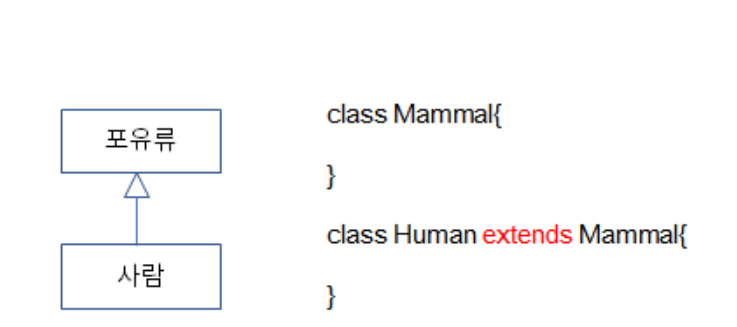 포유류
사람
class Mammal{
}
class Human extends Mammal{
}